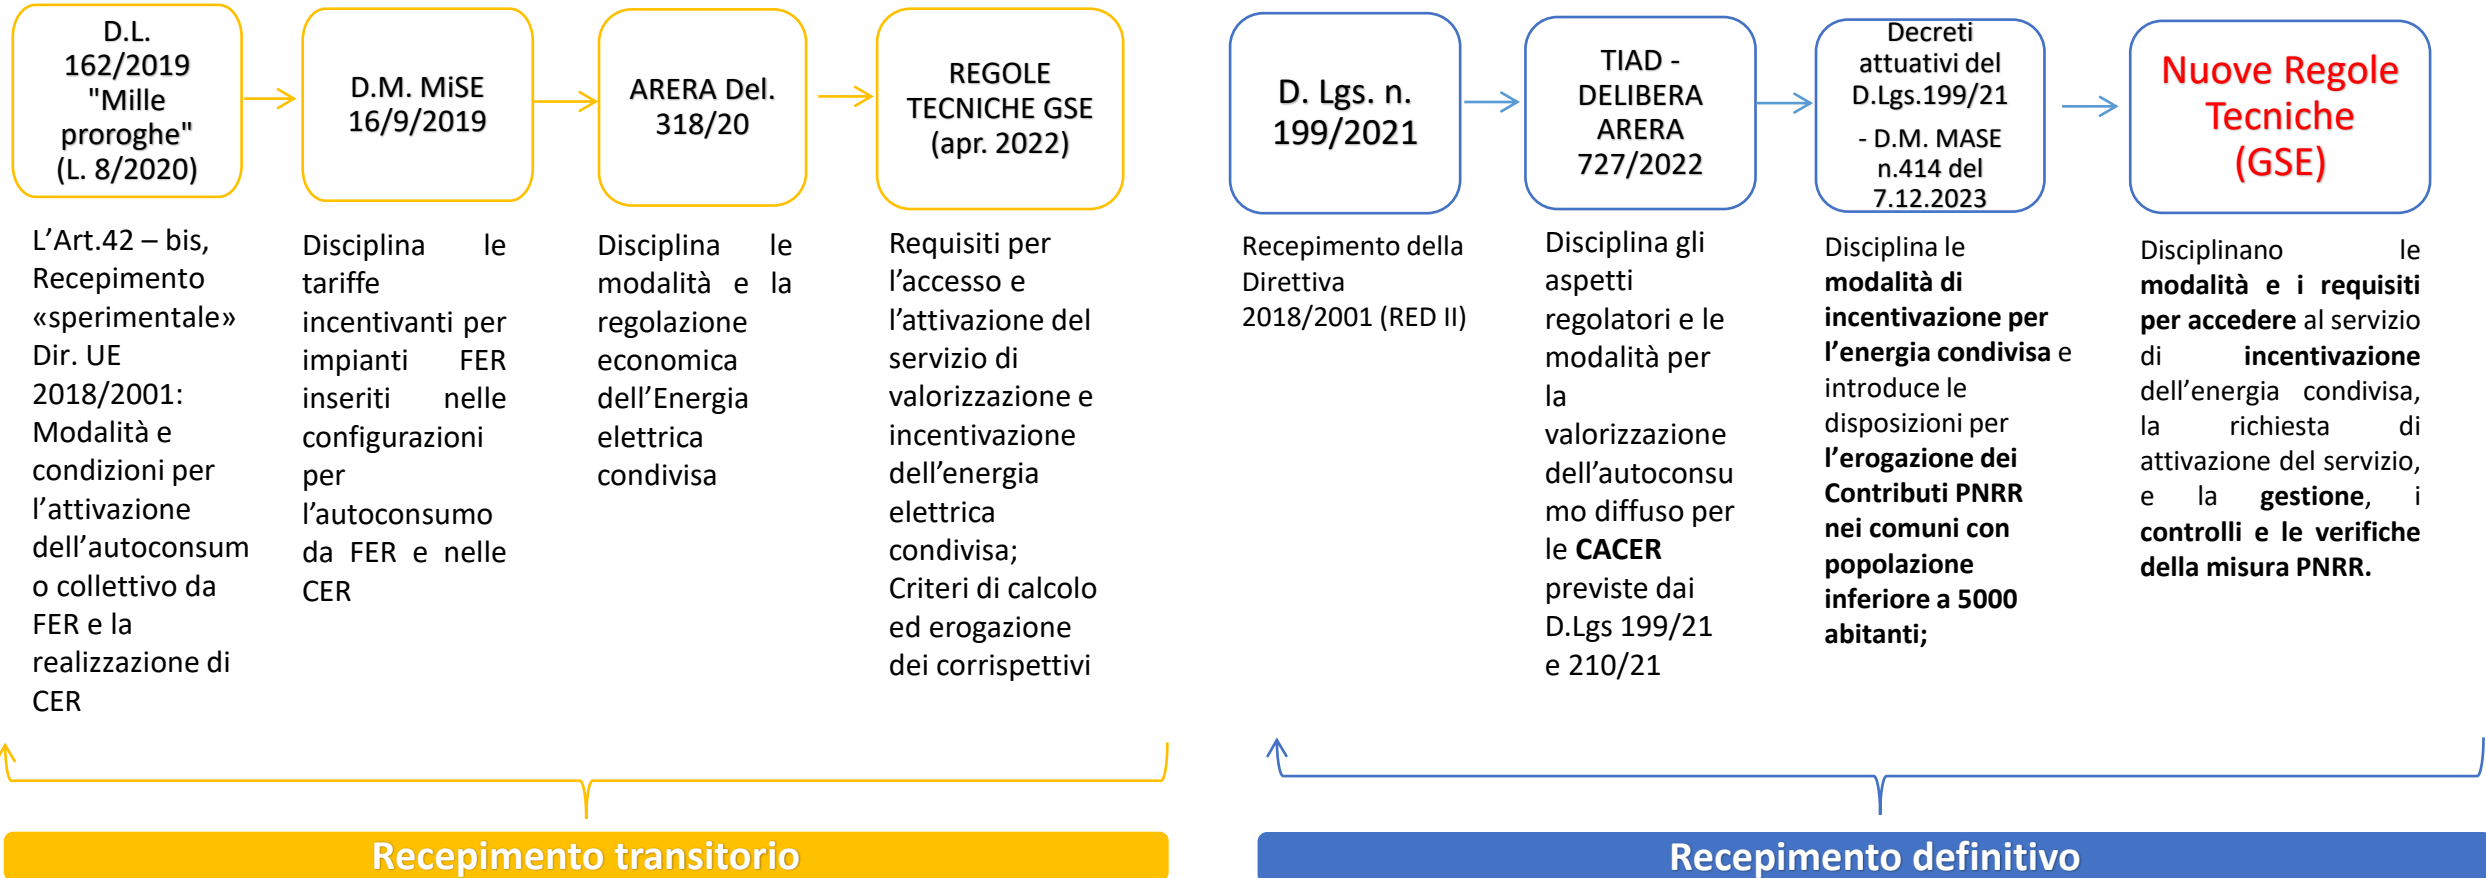 D.L.
162/2019
"Mille
proroghe"
(L. 8/2020)
D.M. MiSE
16/9/2019
ARERA Del.
318/20
REGOLE
TECNICHE GSE
(apr. 2022)
D. Lgs. n.
199/2021
TIAD -
DELIBERA
ARERA
727/2022
Decreti
attuativi del
D.Lgs.199/21
- D.M. MASE
n.414 del
7.12.2023
Nuove Regole
Tecniche
(GSE)
L’Art.42 – bis,
Recepimento
«sperimentale»
Dir. UE
2018/2001:
Modalità e
condizioni per
l’attivazione
dell’autoconsum
o collettivo da
FER e la
realizzazione di
CER
Disciplina le
tariffe
incentivanti per
impianti FER
inseriti nelle
configurazioni
per
l’autoconsumo
da FER e nelle
CER
Disciplina le
modalità e la
regolazione
economica
dell’Energia
elettrica
condivisa
Requisiti per
l’accesso e
l’attivazione del
servizio di
valorizzazione e
incentivazione
dell’energia
elettrica
condivisa;
Criteri di calcolo
ed erogazione
dei corrispettivi
Recepimento della
Direttiva
2018/2001 (RED II)
Disciplina gli
aspetti
regolatori e le
modalità per
la
valorizzazione
dell’autoconsu
mo diffuso per
le CACER
previste dai
D.Lgs 199/21
e 210/21
Disciplina le
modalità di
incentivazione per
l’energia condivisa e
introduce le
disposizioni per
l’erogazione dei
Contributi PNRR
nei comuni con
popolazione
inferiore a 5000
abitanti;
Disciplinano le
modalità e i requisiti
per accedere al servizio
di incentivazione
dell’energia condivisa,
la richiesta di
attivazione del servizio,
e la gestione, i
controlli e le verifiche
della misura PNRR.
Recepimento transitorio
Recepimento definitivo